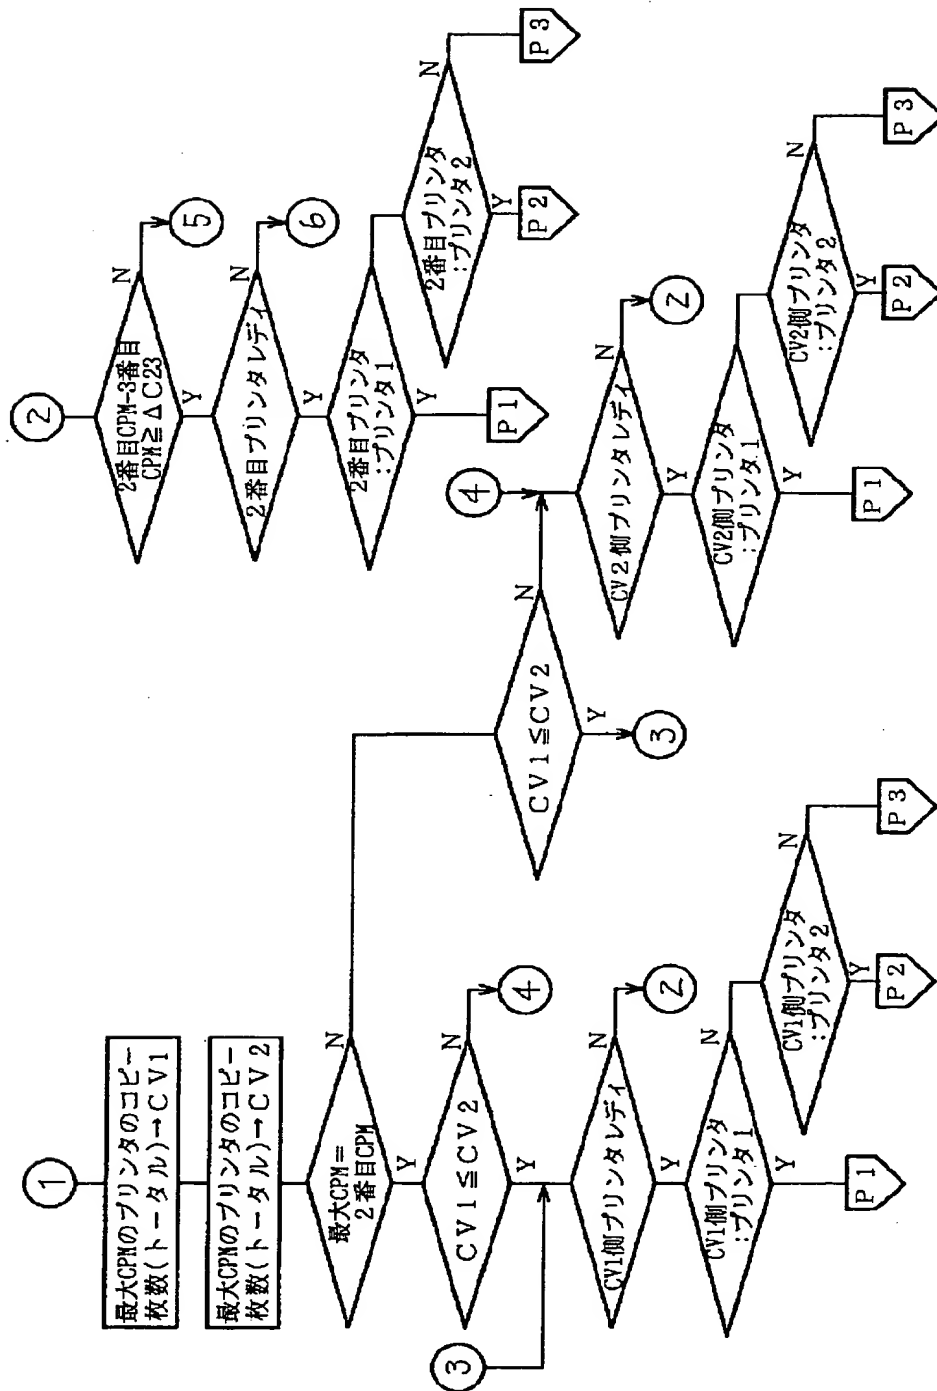 1
最大CPMのプリンタのコピー
枚数(トータル)→CV1
最大CPMのプリンタのコピー
枚数(トータル)→CV2
最大CPM=
2番目CPM
N
Y
CV1≦CV2
N
4
Y
3
CV1側プリンタレディ
N
2
Y
CV1側プリンタ
:プリンタ1
N
Y
P1
CV1側プリンタ
:プリンタ2
N
Y
P2
P3
CV1≦CV2
N
Y
3
4
CV2側プリンタレディ
N
2
Y
CV2側プリンタ
:プリンタ1
N
Y
P1
CV2側プリンタ
:プリンタ2
N
Y
P2
P3
2
2番目CPM-3番目
CPM≧ΔC23
N
5
Y
2番目プリンタレディ
N
6
Y
2番目プリンタ
:プリンタ1
Y
P1
2番目プリンタ
:プリンタ2
N
Y
P2
P3